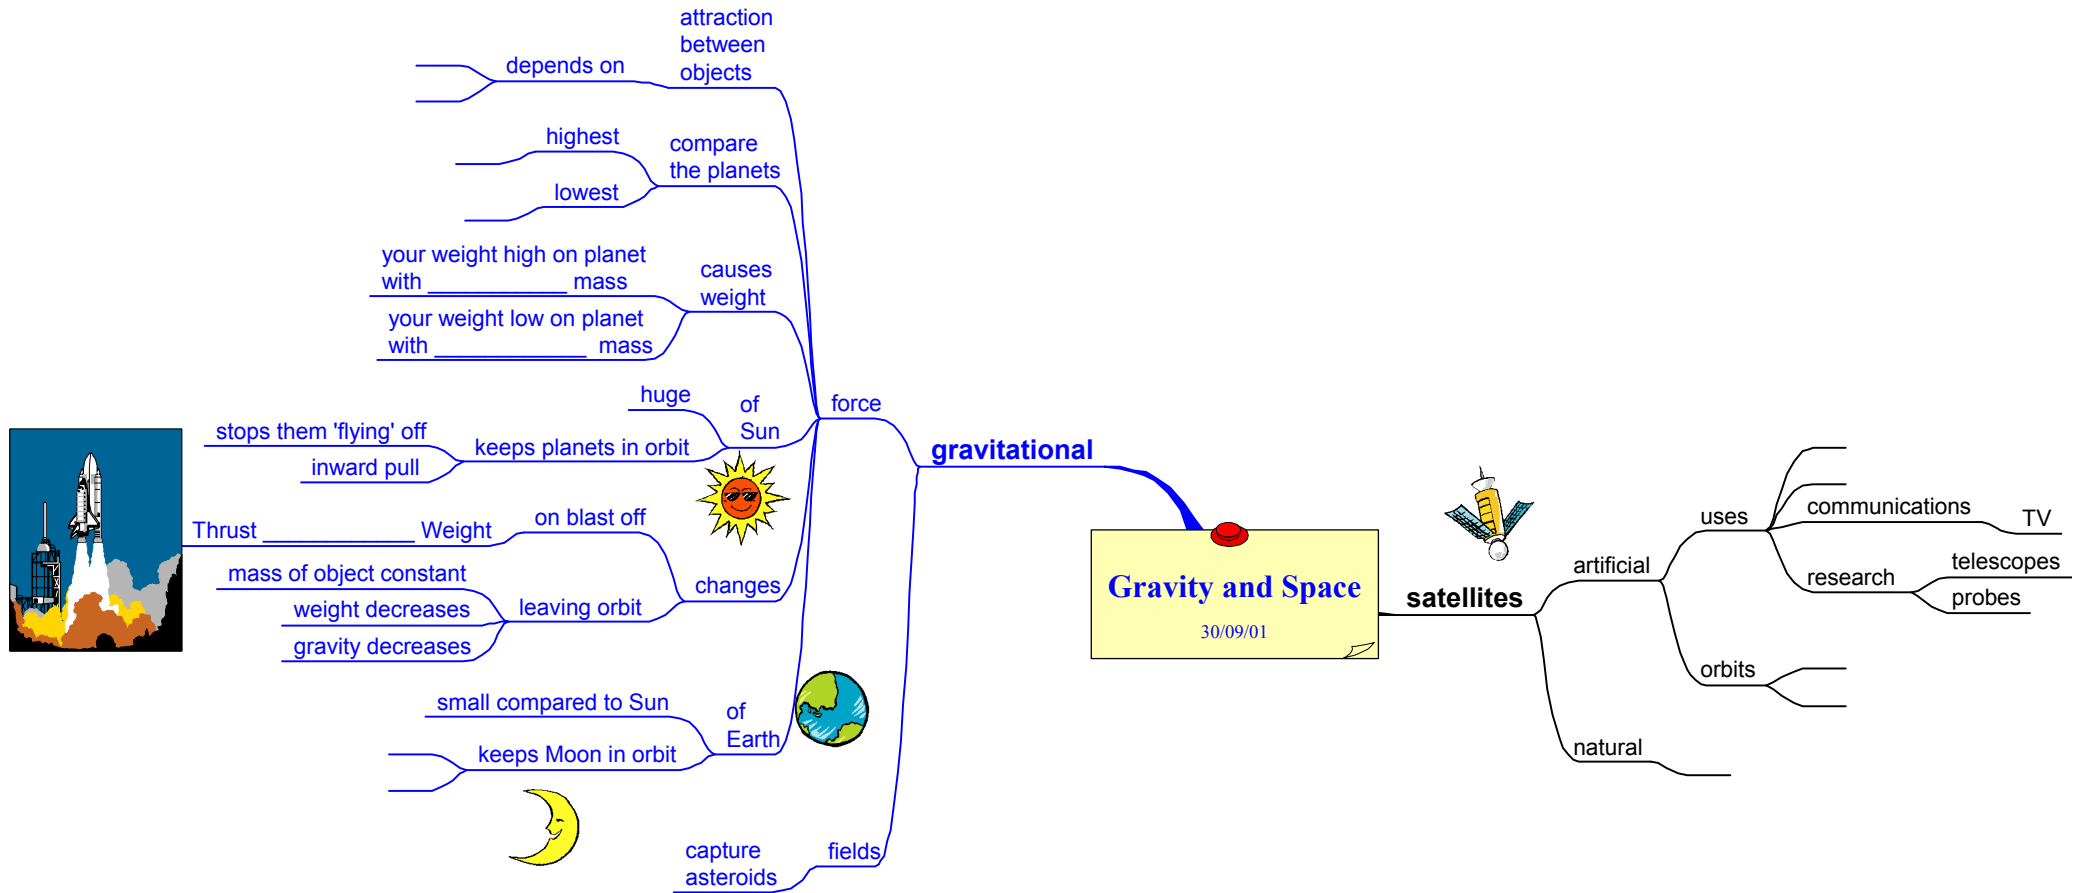 attraction
between
objects
depends on
highest
compare
the planets
lowest
your weight high on planet
with ___________ mass
causes
weight
your weight low on planet
with ____________ mass
huge
of
Sun
force
stops them 'flying' off
keeps planets in orbit
inward pull
gravitational
Thrust ____________ Weight
on blast off
mass of object constant
changes
weight decreases
leaving orbit
gravity decreases
small compared to Sun
of
Earth
keeps Moon in orbit
capture
asteroids
fields
Gravity and Space
30/09/01
satellites
artificial
uses
communications
TV
research
telescopes
probes
orbits
natural